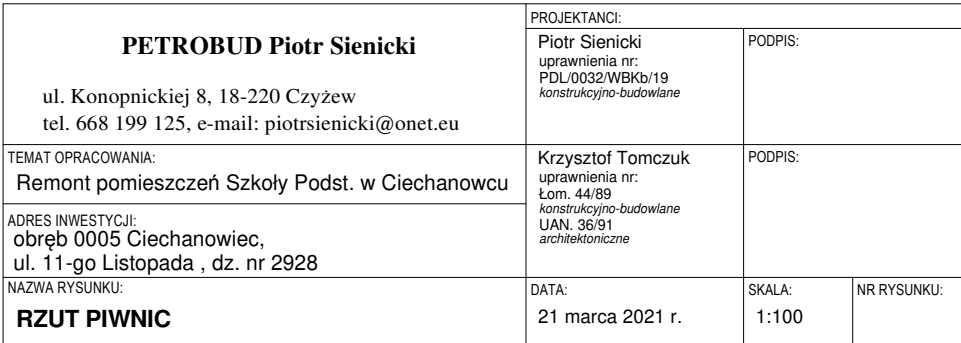 PETROBUD Piotr Sienicki
ul. Konopnickiej 8, 18-220 Czyżew
tel. 668 199 125, e-mail: piotrsienicki@onet.eu
PROJEKTANCI:
Piotr Sienicki
uprawnienia nr:
PDL/0032/WBKb/19
konstrukcyjno-budowlane
PODPIS:
TEMAT OPRACOWANIA:
Remont pomieszczeń Szkoły Podst. w Ciechanowcu
Krzysztof Tomczuk
uprawnienia nr:
Łom. 44/89
konstrukcyjno-budowlane
UAN. 36/91
architektoniczne
PODPIS:
ADRES INWESTYCJI:
obręb 0005 Ciechanowiec,
ul. 11-go Listopada , dz. nr 2928
NAZWA RYSUNKU:
RZUT PIWNIC
DATA:
21 marca 2021 r.
SKALA:
1:100
NR RYSUNKU: